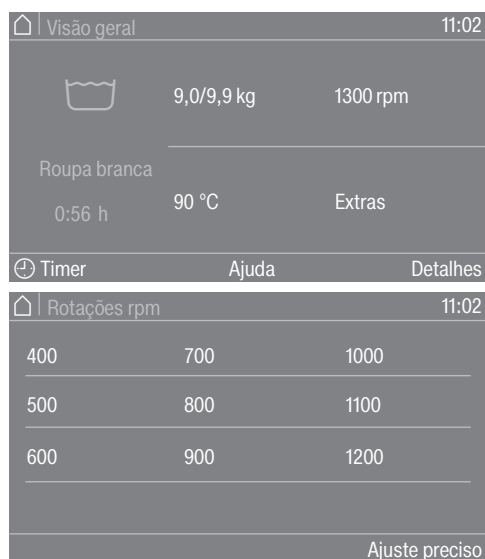 Visão geral 11:02
9,0/9,9 kg 1300 rpm
Roupa branca
90 °C Extras
0:56 h
Timer Ajuda Detalhes
Rotações rpm 11:02
400 700 1000
500 800 1100
600 900 1200
Ajuste preciso